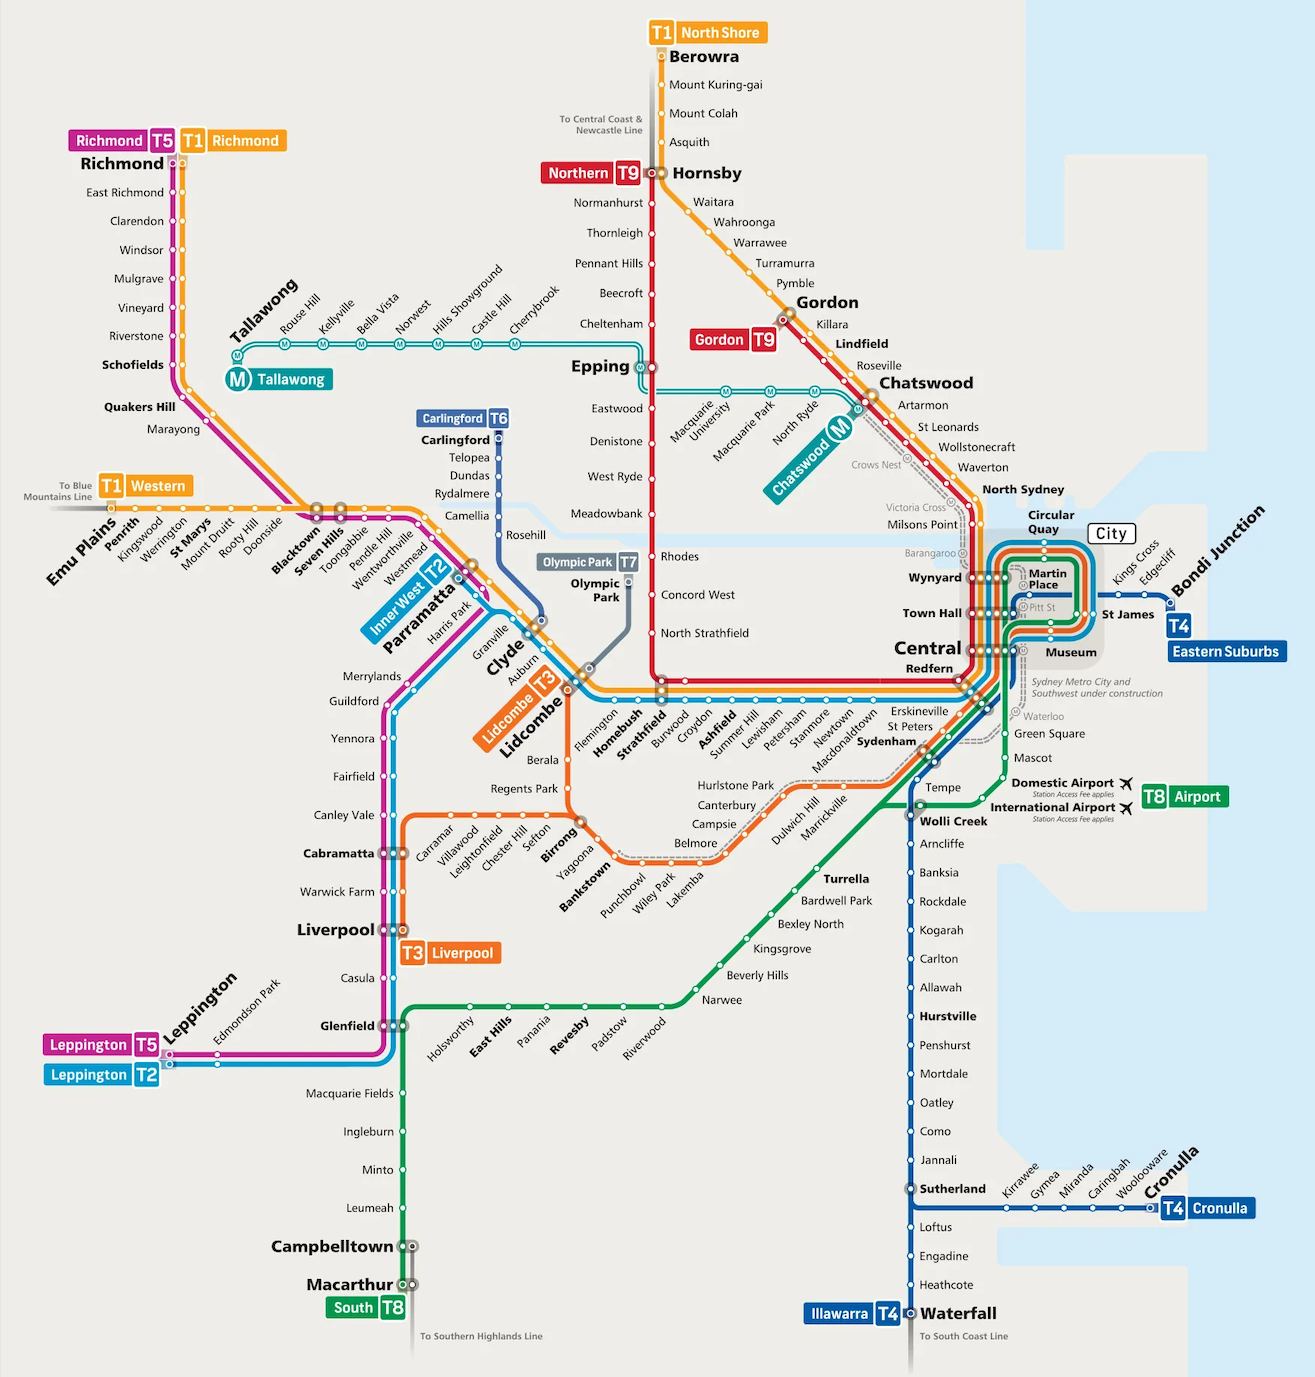 T1 North Shore
Berowra
Mount Kuring-gai
Mount Colah
To Central Coast &
Newcastle Line
Asquith
Richmond T5
T1 Richmond
Richmond
Northern T9
Hornsby
East Richmond
Clarendon
Windsor
Mulgrave
Vineyard
Riverstone
Schofields
Quakers Hill
Marayong
Normanhurst
Thornleigh
Pennant Hills
Beecroft
Cheltenham
Epping
Eastwood
Denistone
West Ryde
Meadowbank
Rhodes
Concord West
North Strathfield
Waitara
Wahroonga
Warrawee
Turramurra
Pymble
Gordon
Gordon T9
Killara
Lindfield
Roseville
Chatswood
Artarmon
St Leonards
Wollstonecraft
Waverton
North Sydney
Milsons Point
Tallawong
M Tallawong
Rouse Hill
Kellyville
Bella Vista
Norwest
Hills Showground
Castle Hill
Cherrybrook
Macquarie
University
Macquarie Park
North Ryde
Chatswood M
Crows Nest
Victoria Cross
Barangaroo
Carlingford T6
Carlingford
Telopea
Dundas
Rydalmere
Camellia
Rosehill
Olympic Park T7
Olympic
Park
To Blue
Mountains Line
T1 Western
Emu Plains
Penrith
Kingswood
Werrington
St Marys
Mount Druitt
Rooty Hill
Doonside
Blacktown
Seven Hills
Toongabbie
Pendle Hill
Wentworthville
Westmead
Inner West T2
Parramatta
Harris Park
Granville
Clyde
Auburn
Lidcombe T3
Lidcombe
Circular
Quay
City
Wynyard
Martin
Place
Town Hall
Pitt St
St James
Central
Museum
Redfern
Kings Cross
Edgecliff
Bondi Junction
T4
Eastern Suburbs
Sydney Metro City and
Southwest under construction
Waterloo
Flemington
Homebush
Strathfield
Burwood
Croydon
Ashfield
Summer Hill
Lewisham
Petersham
Stanmore
Newtown
Macdonaldtown
Erskineville
St Peters
Sydenham
Green Square
Mascot
Domestic Airport
Station Access Fee applies
International Airport
Station Access Fee applies
T8 Airport
Tempe
Wolli Creek
Merrylands
Guildford
Yennora
Fairfield
Canley Vale
Cabramatta
Warwick Farm
Liverpool
T3 Liverpool
Casula
Glenfield
Berala
Regents Park
Carramar
Villawood
Leightonfield
Chester Hill
Sefton
Birrong
Yagoona
Bankstown
Punchbowl
Wiley Park
Lakemba
Belmore
Campsie
Canterbury
Hurlstone Park
Dulwich Hill
Marrickville
Turrella
Bardwell Park
Bexley North
Kingsgrove
Beverly Hills
Narwee
Riverwood
Padstow
Revesby
Panania
East Hills
Holsworthy
Leppington
Edmondson Park
Leppington T5
Leppington T2
Macquarie Fields
Ingleburn
Minto
Leumeah
Campbelltown
Macarthur
South T8
To Southern Highlands Line
Arncliffe
Banksia
Rockdale
Kogarah
Carlton
Allawah
Hurstville
Penshurst
Mortdale
Oatley
Como
Jannali
Sutherland
Kirrawee
Gymea
Miranda
Caringbah
Woolooware
Cronulla
T4 Cronulla
Loftus
Engadine
Heathcote
Illawarra T4
Waterfall
To South Coast Line